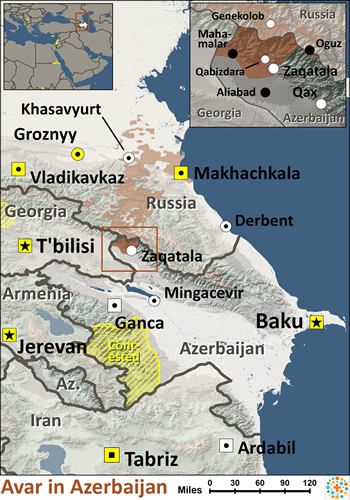 Genekolob
Russia
Maha-
malar
Oguz
Qabizdara
Zaqatala
Aliabad
Qax
Georgia
Azerbaijan
Khasavyurt
Groznyy
Vladikavkaz
Makhachkala
Russia
Georgia
Derbent
T'bilisi
Zaqatala
Armenia
Mingacevir
Ganca
Baku
Jerevan
Cont-
ested
Azerbaijan
Az.
Iran
Ardabil
Tabriz
Avar in Azerbaijan
Miles 0 30 60 90 120